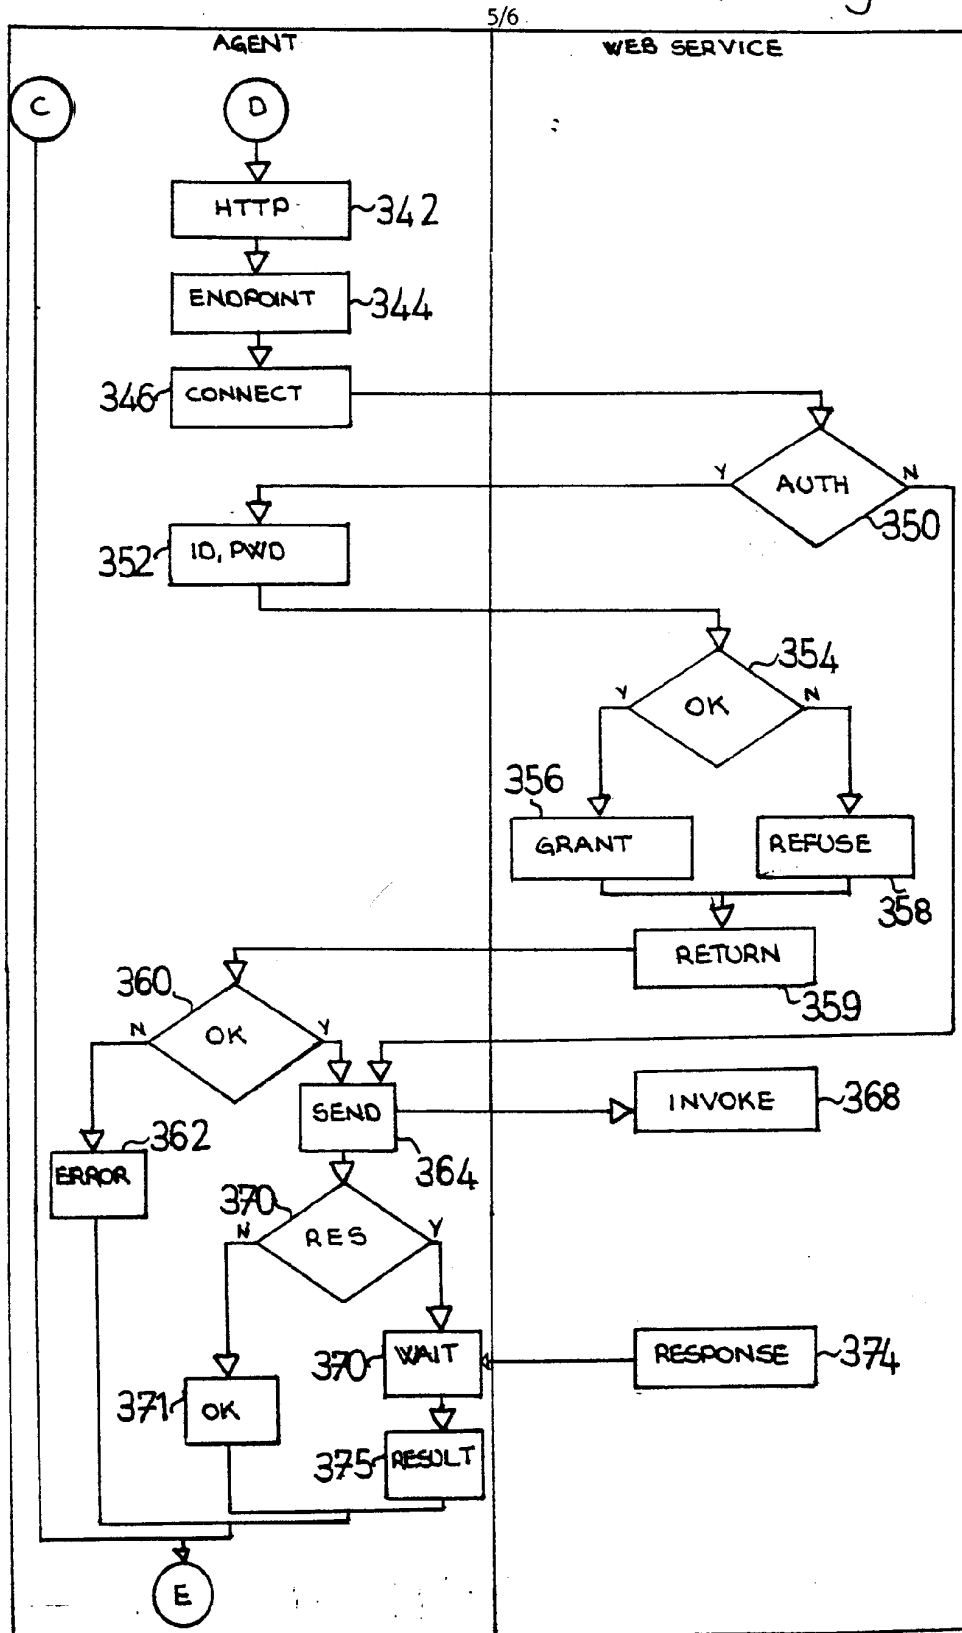 5/6
AGENT
WEB SERVICE
C
D
HTTP
342
ENDPOINT
344
346
CONNECT
Y
AUTH
N
350
352
ID, PWD
354
Y
OK
N
356
GRANT
REFUSE
358
RETURN
359
360
N
OK
Y
SEND
364
INVOKE
368
362
ERROR
370
N
RES
Y
370
WAIT
RESPONSE
374
371
OK
375
RESULT
E